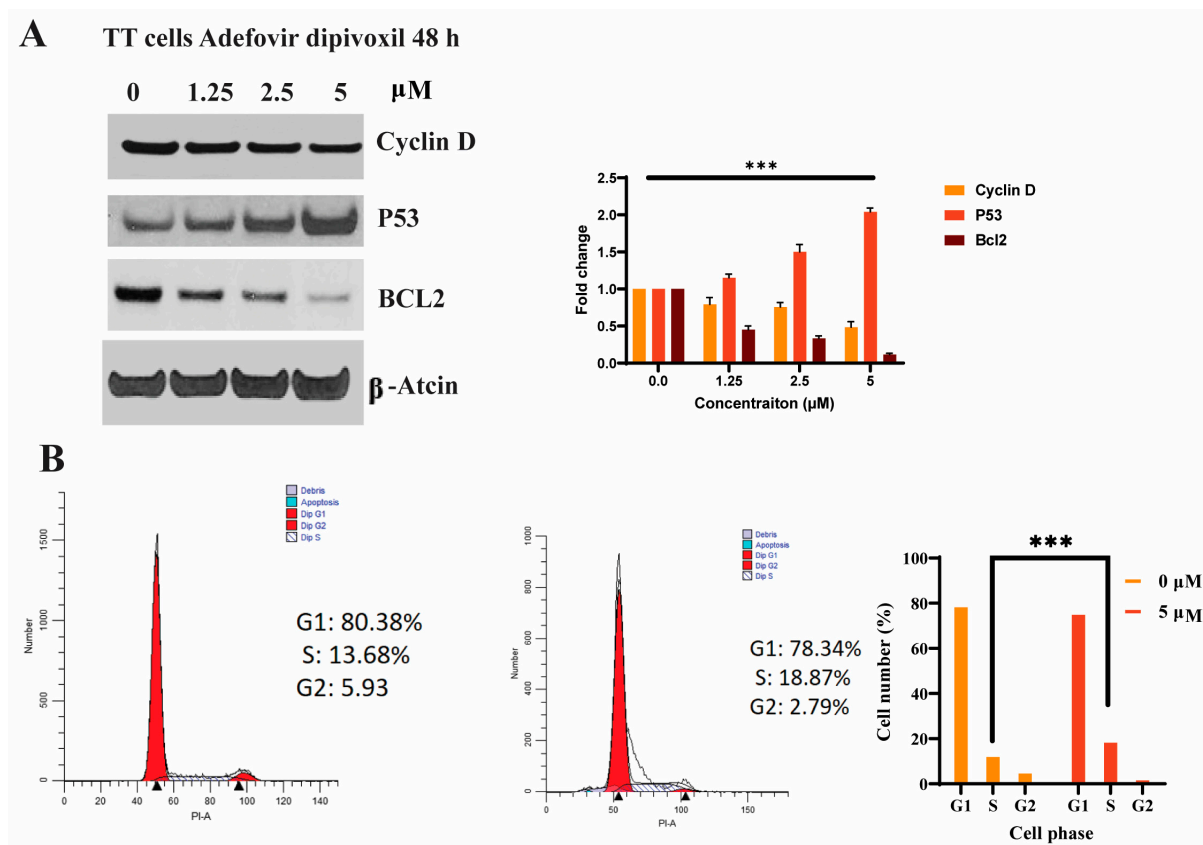 A
TT cells Adefovir dipivoxil 48 h
0 1.25 2.5 5 µM
Cyclin D
P53
BCL2
β-Atcin
***
2.5
2.0
1.5
1.0
0.5
0.0
Fold change
0.0 1.25 2.5 5
Concentraiton (µM)
Cyclin D
P53
Bcl2
B
Debris
Apoptosis
Dip G1
Dip G2
Dip S
1500
1000
500
0
Number
0 20 40 60 80 100 120 140
PI-A
G1: 80.38%
S: 13.68%
G2: 5.93
Debris
Apoptosis
Dip G1
Dip G2
Dip S
1000
800
600
400
200
0
Number
0 50 100 150
PI-A
G1: 78.34%
S: 18.87%
G2: 2.79%
***
100
80
60
40
20
0
Cell number (%)
G1 S G2 G1 S G2
Cell phase
0 µM
5 µM